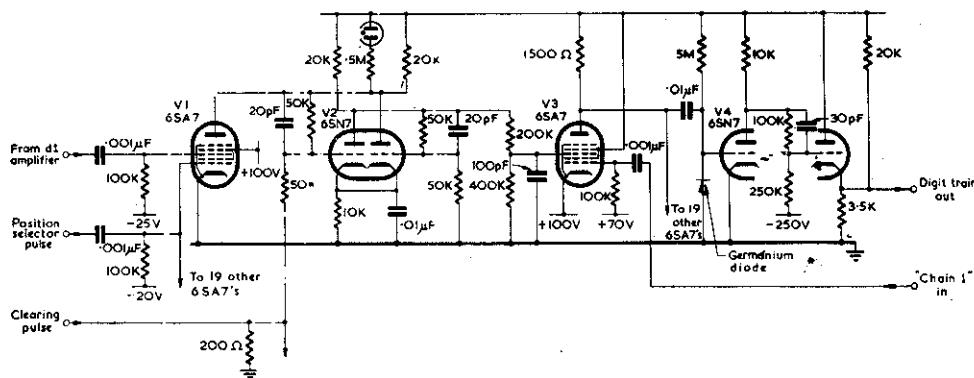 20K
.5M
20K
1500 Ω
5M
10K
20K
V1
6SA7
20pF
50K
V2
6SN7
50K
20pF
200K
V3
6SA7
.01µF
.001µF
V4
6SN7
100K
30pF
From d1
amplifier
.001µF
100K
-25V
+100V
50K
10K
.01µF
50K
100pF
400K
100K
+100V
+70V
To 19
other
6SA7's
250K
-250V
3.5K
Digit train
out
Position
selector
pulse
.001µF
100K
-20V
To 19 other
6SA7's
Germanium
diode
"Chain 1"
in
Clearing
pulse
200 Ω